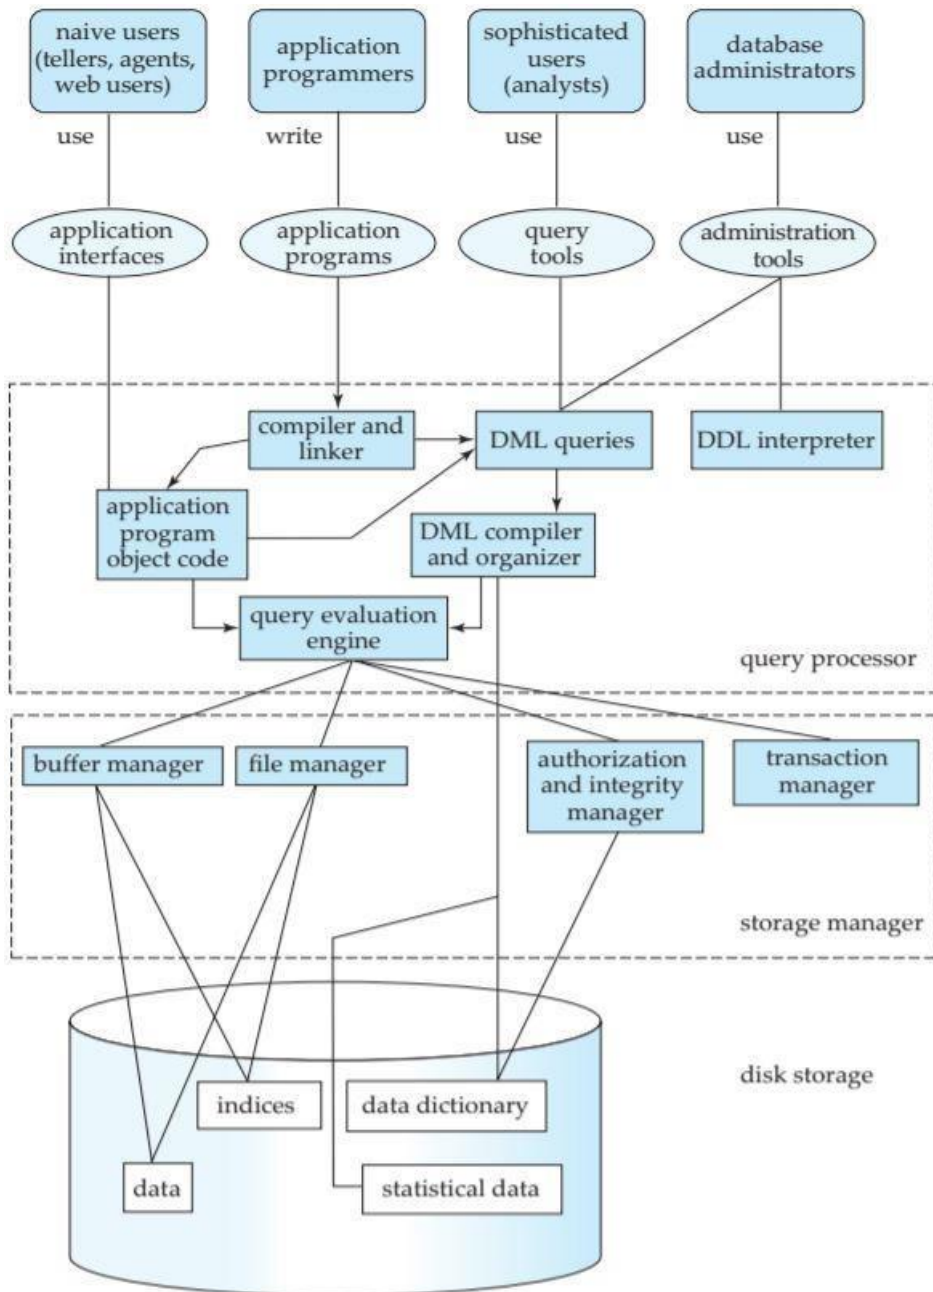 naive users
(tellers, agents,
web users)
application
programmers
sophisticated
users
(analysts)
database
administrators
use
write
use
use
application
interfaces
application
programs
query
tools
administration
tools
compiler and
linker
DML queries
DDL interpreter
application
program
object code
DML compiler
and organizer
query evaluation
engine
query processor
buffer manager
file manager
authorization
and integrity
manager
transaction
manager
storage manager
disk storage
indices
data dictionary
data
statistical data